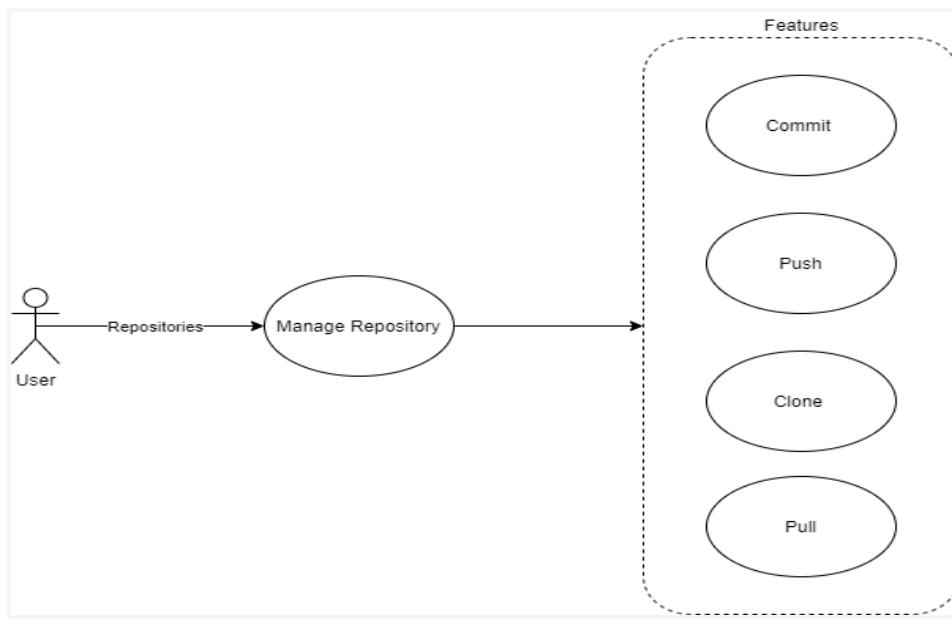 Features
Commit
Push
Repositories
Manage Repository
User
Clone
Pull